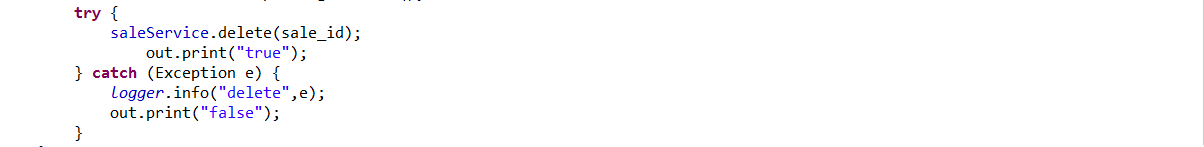 try {
saleService.delete(sale_id);
out.print("true");
} catch (Exception e) {
logger.info("delete",e);
out.print("false");
}